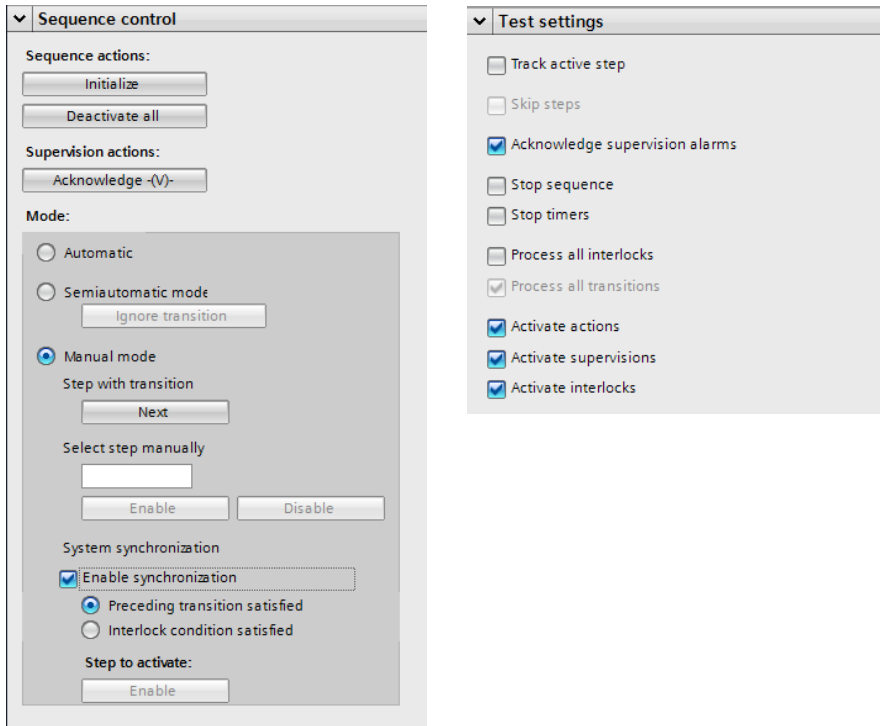 Sequence control
Sequence actions:
Initialize
Deactivate all
Supervision actions:
Acknowledge -(V)-
Mode:
Automatic
Semiautomatic mode
Ignore transition
Manual mode
Step with transition
Next
Select step manually
Enable Disable
System synchronization
Enable synchronization
Preceding transition satisfied
Interlock condition satisfied
Step to activate:
Enable
Test settings
Track active step
Skip steps
Acknowledge supervision alarms
Stop sequence
Stop timers
Process all interlocks
Process all transitions
Activate actions
Activate supervisions
Activate interlocks